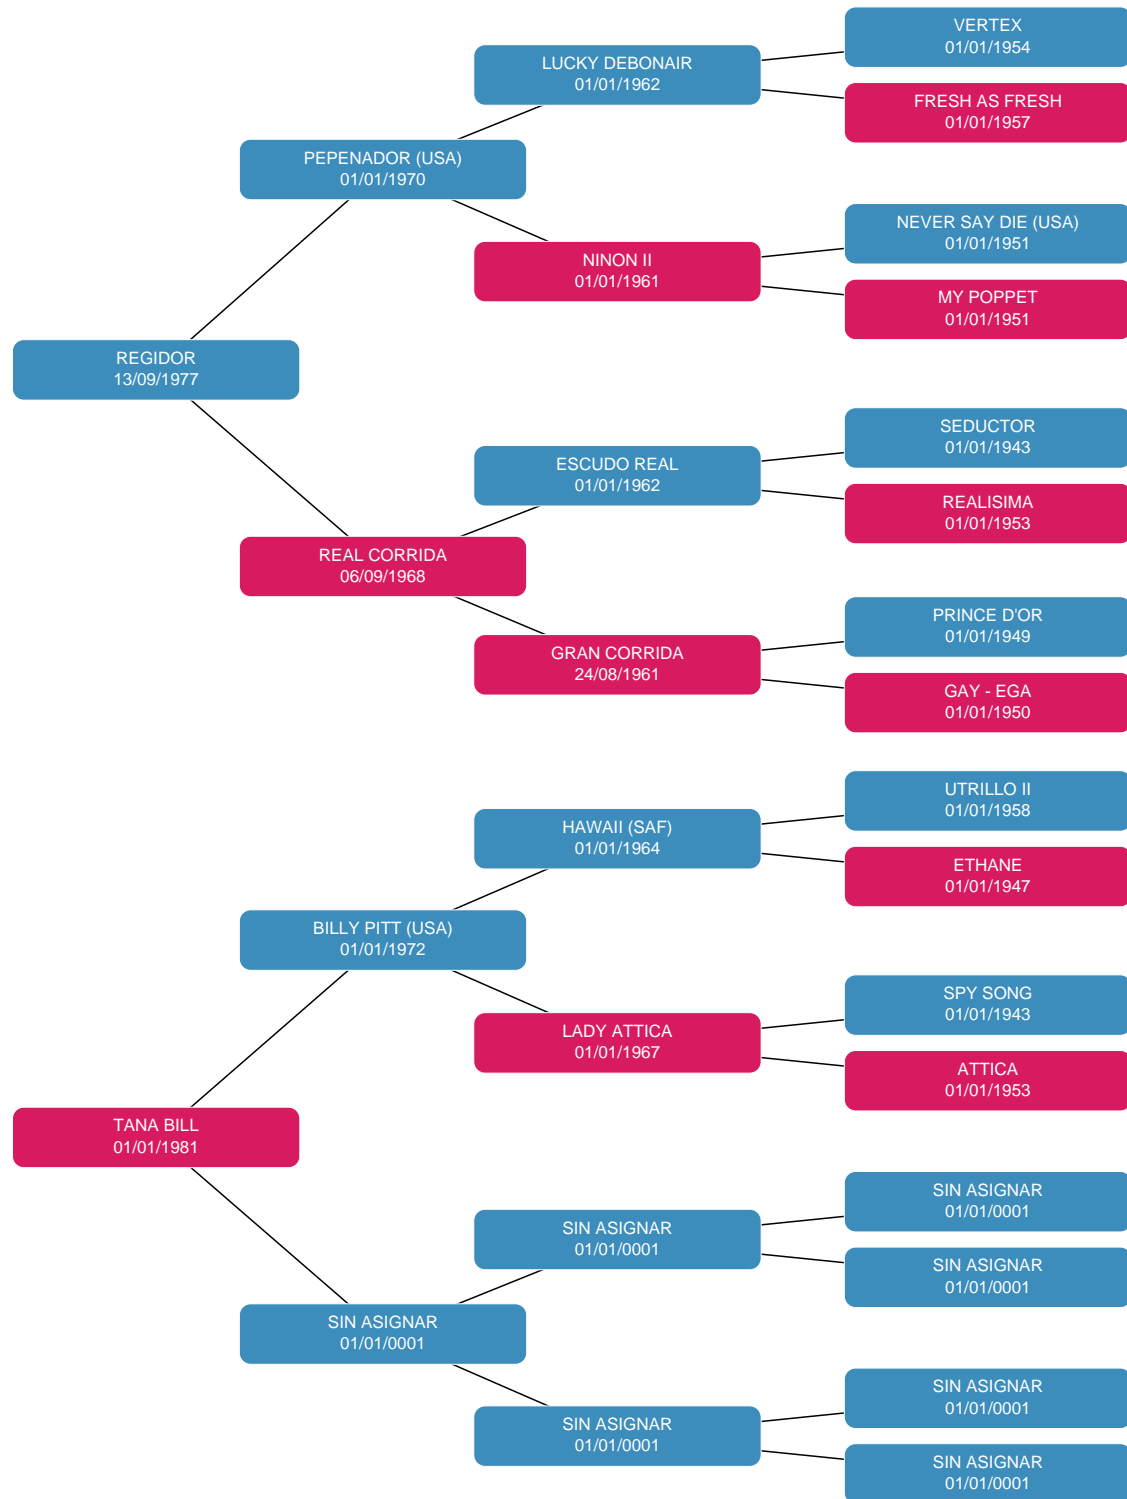 VERTEX
01/01/1954
LUCKY DEBONAIR
01/01/1962
FRESH AS FRESH
01/01/1957
PEPENADOR (USA)
01/01/1970
NEVER SAY DIE (USA)
01/01/1951
NINON II
01/01/1961
MY POPPET
01/01/1951
REGIDOR
13/09/1977
SEDUCTOR
01/01/1943
ESCUDO REAL
01/01/1962
REALISIMA
01/01/1953
REAL CORRIDA
06/09/1968
PRINCE D'OR
01/01/1949
GRAN CORRIDA
24/08/1961
GAY - EGA
01/01/1950
UTRILLO II
01/01/1958
HAWAII (SAF)
01/01/1964
ETHANE
01/01/1947
BILLY PITT (USA)
01/01/1972
SPY SONG
01/01/1943
LADY ATTICA
01/01/1967
ATTICA
01/01/1953
TANA BILL
01/01/1981
SIN ASIGNAR
01/01/0001
SIN ASIGNAR
01/01/0001
SIN ASIGNAR
01/01/0001
SIN ASIGNAR
01/01/0001
SIN ASIGNAR
01/01/0001
SIN ASIGNAR
01/01/0001
SIN ASIGNAR
01/01/0001